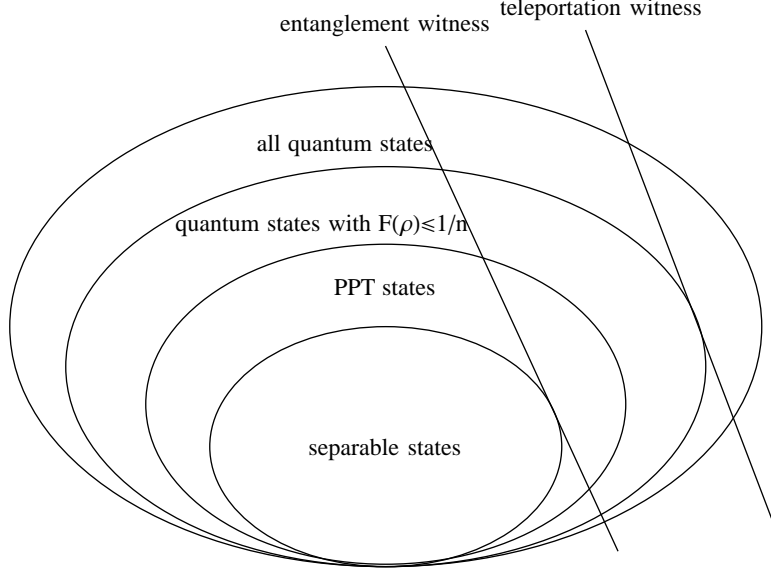 teleportation witness
entanglement witness
all quantum states
quantum states with F(ρ)⩽1/n
PPT states
separable states